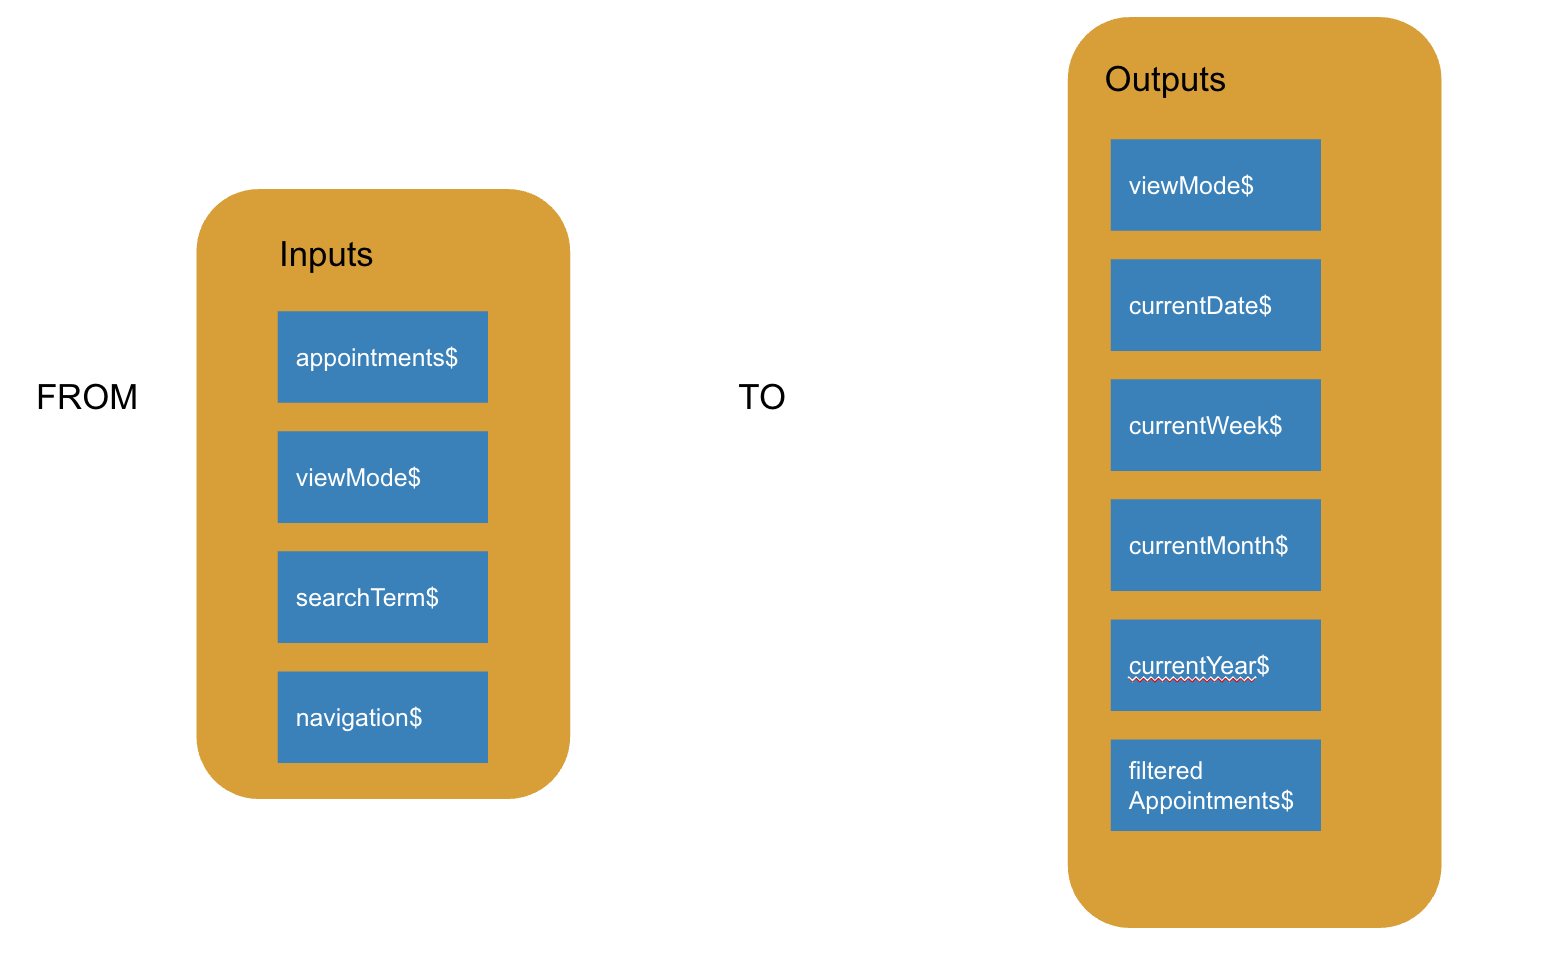 FROM
Inputs
appointments$
viewMode$
searchTerm$
navigation$
TO
Outputs
viewMode$
currentDate$
currentWeek$
currentMonth$
currentYear$
filtered
Appointments$